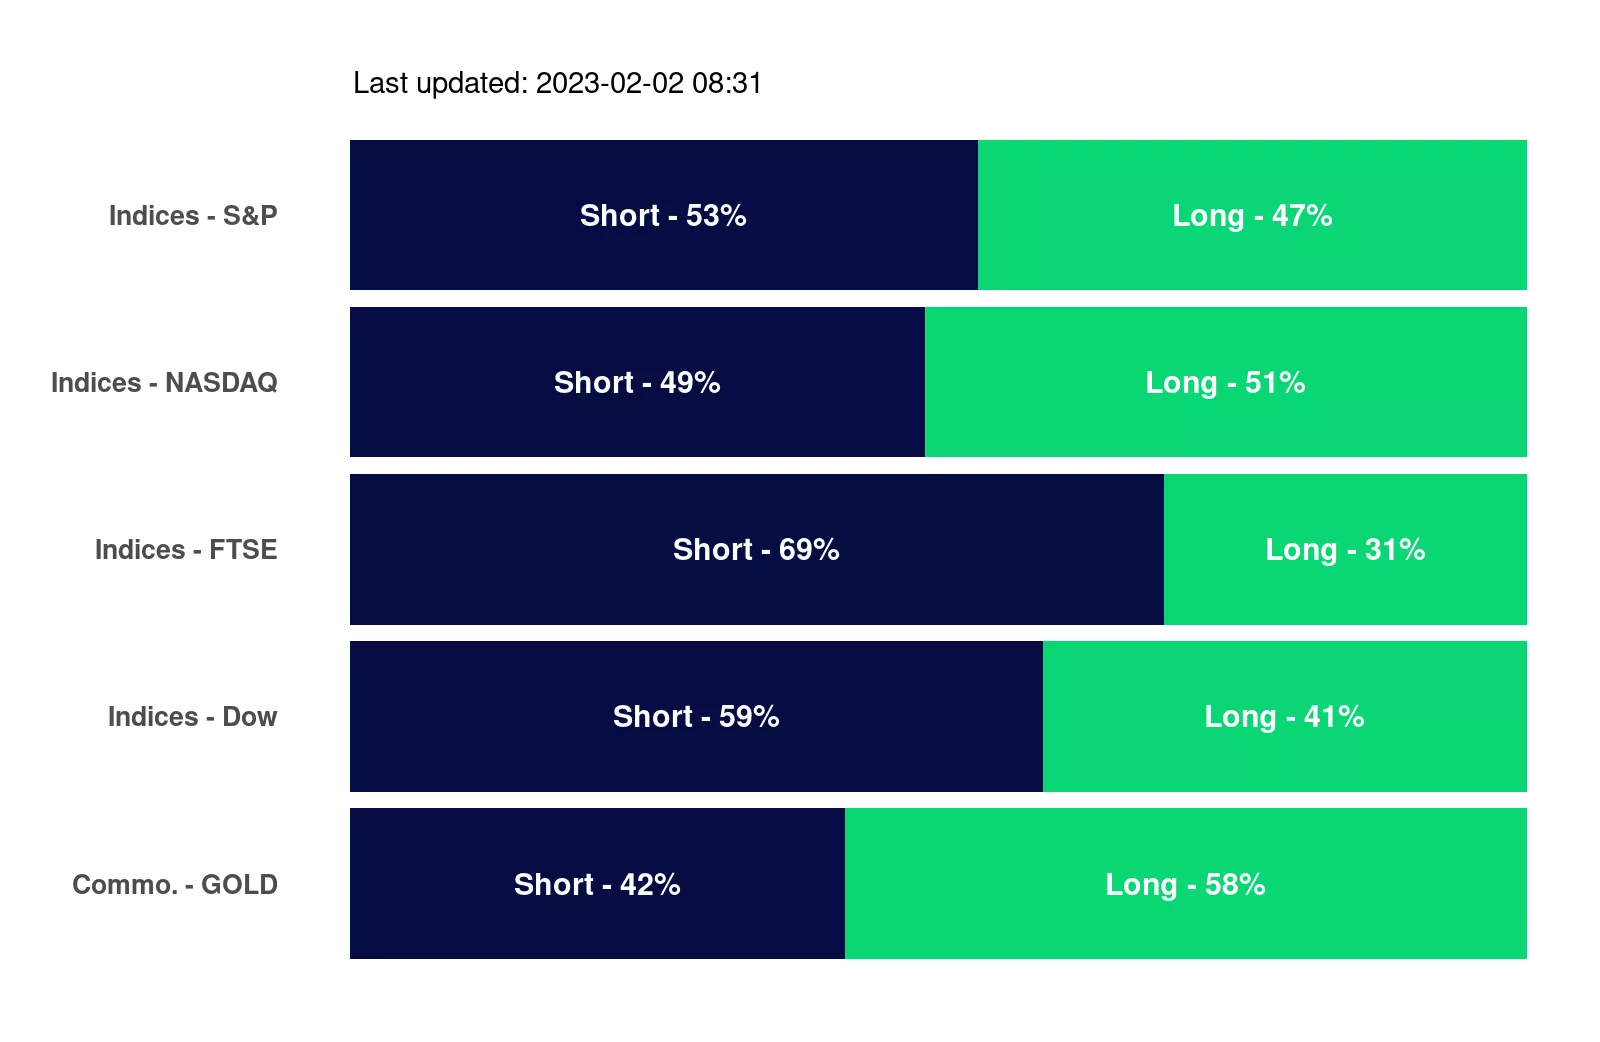 Last updated: 2023-02-02 08:31
Indices - S&P Short - 53% Long - 47%
Indices - NASDAQ Short - 49% Long - 51%
Indices - FTSE Short - 69% Long - 31%
Indices - Dow Short - 59% Long - 41%
Commo. - GOLD Short - 42% Long - 58%